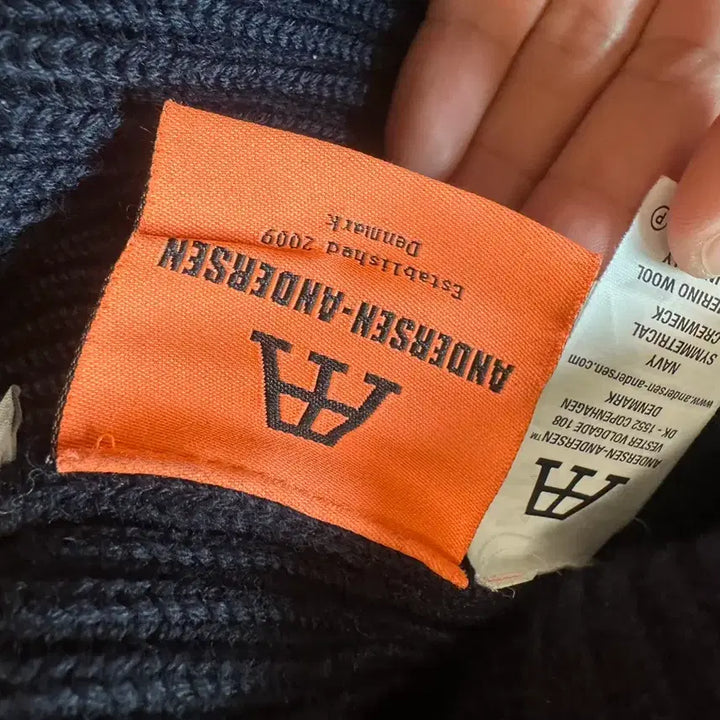 ANDERSEN-ANDERSEN
Established 2009
Denmark
ANDERSEN-ANDERSEN™
VESTER VOLDGADE 108
DK - 1552 COPENHAGEN
DENMARK
www.andersen-andersen.com
NAVY
SYMMETRICAL
CREWNECK
MERINO WOOL
P